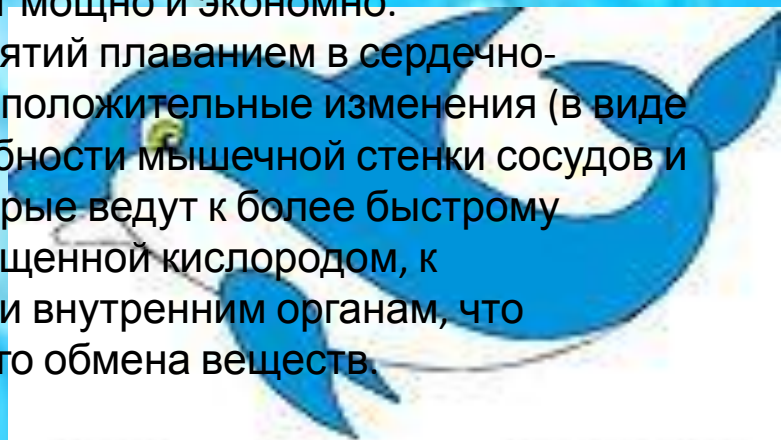 мощно и экономно.
ятий плаванием в сердечно-
положительные изменения (в виде
бности мышечной стенки сосудов и
рые ведут к более быстрому
щенной кислородом, к
и внутренним органам, что
го обмена веществ.